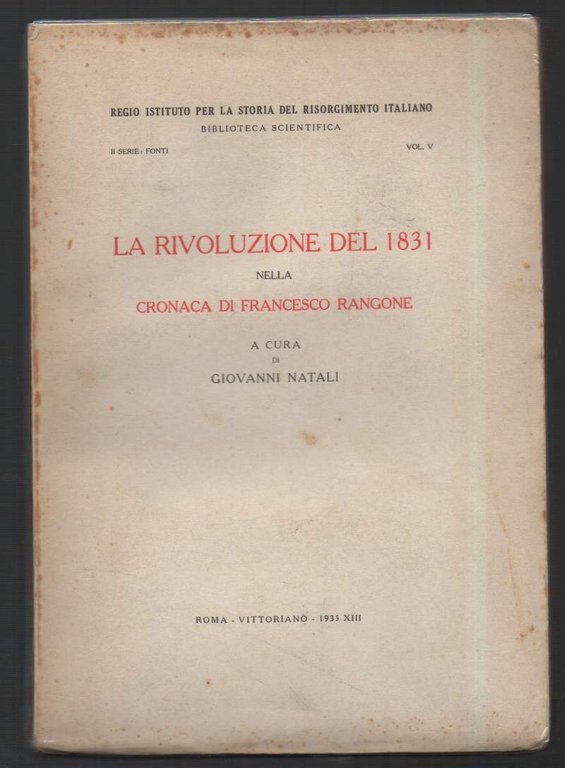 REGIO ISTITUTO PER LA STORIA DEL RISORGIMENTO ITALIANO
BIBLIOTECA SCIENTIFICA
II SERIE: FONTI VOL. V
LA RIVOLUZIONE DEL 1831
NELLA
CRONACA DI FRANCESCO RANGONE
A CURA
DI
GIOVANNI NATALI
ROMA - VITTORIANO - 1935 XIII